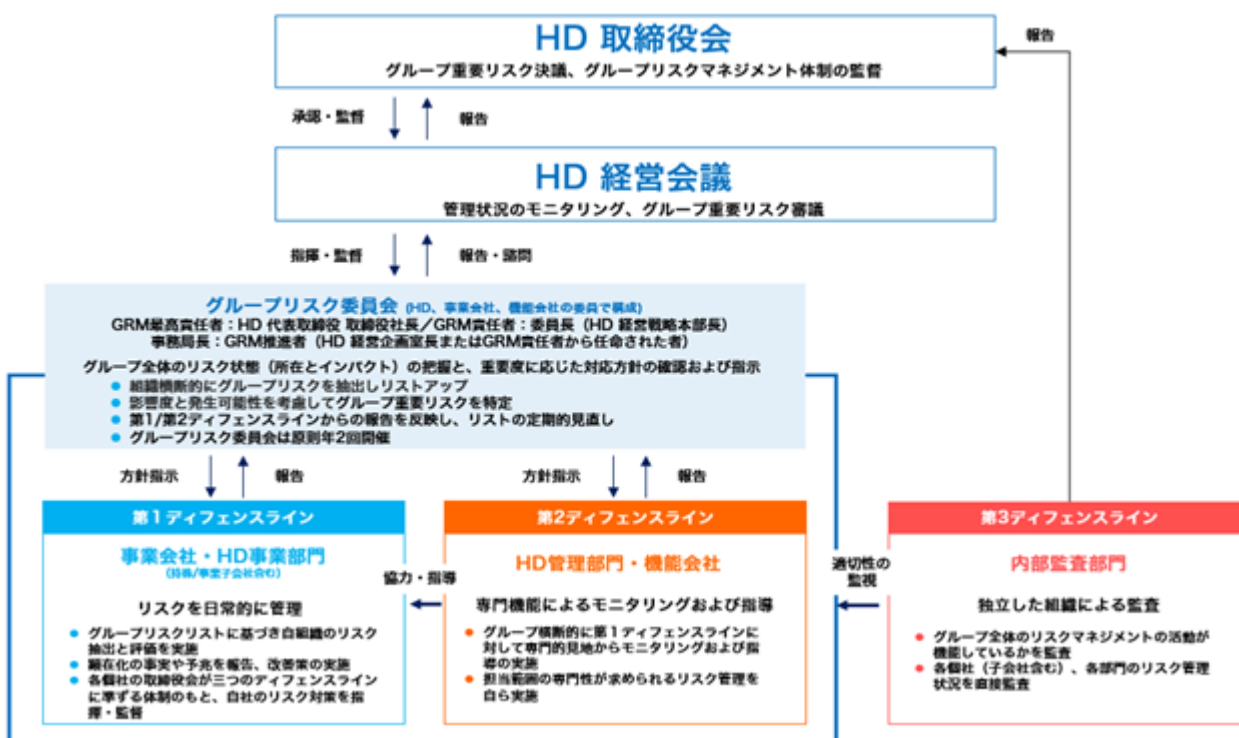 HD 取締役会
グループ重要リスク決議、グループリスクマネジメント体制の監督
報告
承認・監督
報告
HD 経営会議
管理状況のモニタリング、グループ重要リスク審議
指揮・監督
報告・諮問
グループリスク委員会 (HD、事業会社、機能会社の委員で構成)
GRM最高責任者：HD 代表取締役 取締役社長／GRM責任者：委員長（HD 経営戦略本部長）
事務局長：GRM推進者（HD 経営企画室長またはGRM責任者から任命された者）
グループ全体のリスク状態（所在とインパクト）の把握と、重要度に応じた対応方針の確認および指示
● 組織横断的にグループリスクを抽出しリストアップ
● 影響度と発生可能性を考慮してグループ重要リスクを特定
● 第1/第2ディフェンスラインからの報告を反映し、リストの定期的見直し
● グループリスク委員会は原則年2回開催
方針指示
報告
方針指示
報告
第1ディフェンスライン
事業会社・HD事業部門
(持株/事業子会社含む)
リスクを日常的に管理
● グループリスクリストに基づき自組織のリスク
抽出と評価を実施
● 顕在化の事実や予兆を報告、改善策の実施
● 各個社の取締役会が三つのディフェンスライン
に準ずる体制のもと、自社のリスク対策を指
揮・監督
協力・指導
第2ディフェンスライン
HD管理部門・機能会社
専門機能によるモニタリングおよび指導
● グループ横断的に第1ディフェンスラインに
対して専門的見地からモニタリングおよび指
導の実施
● 担当範囲の専門性が求められるリスク管理を
自ら実施
適切性の
監視
第3ディフェンスライン
内部監査部門
独立した組織による監査
● グループ全体のリスクマネジメントの活動が
機能しているかを監査
● 各個社（子会社含む）、各部門のリスク管理
状況を直接監査